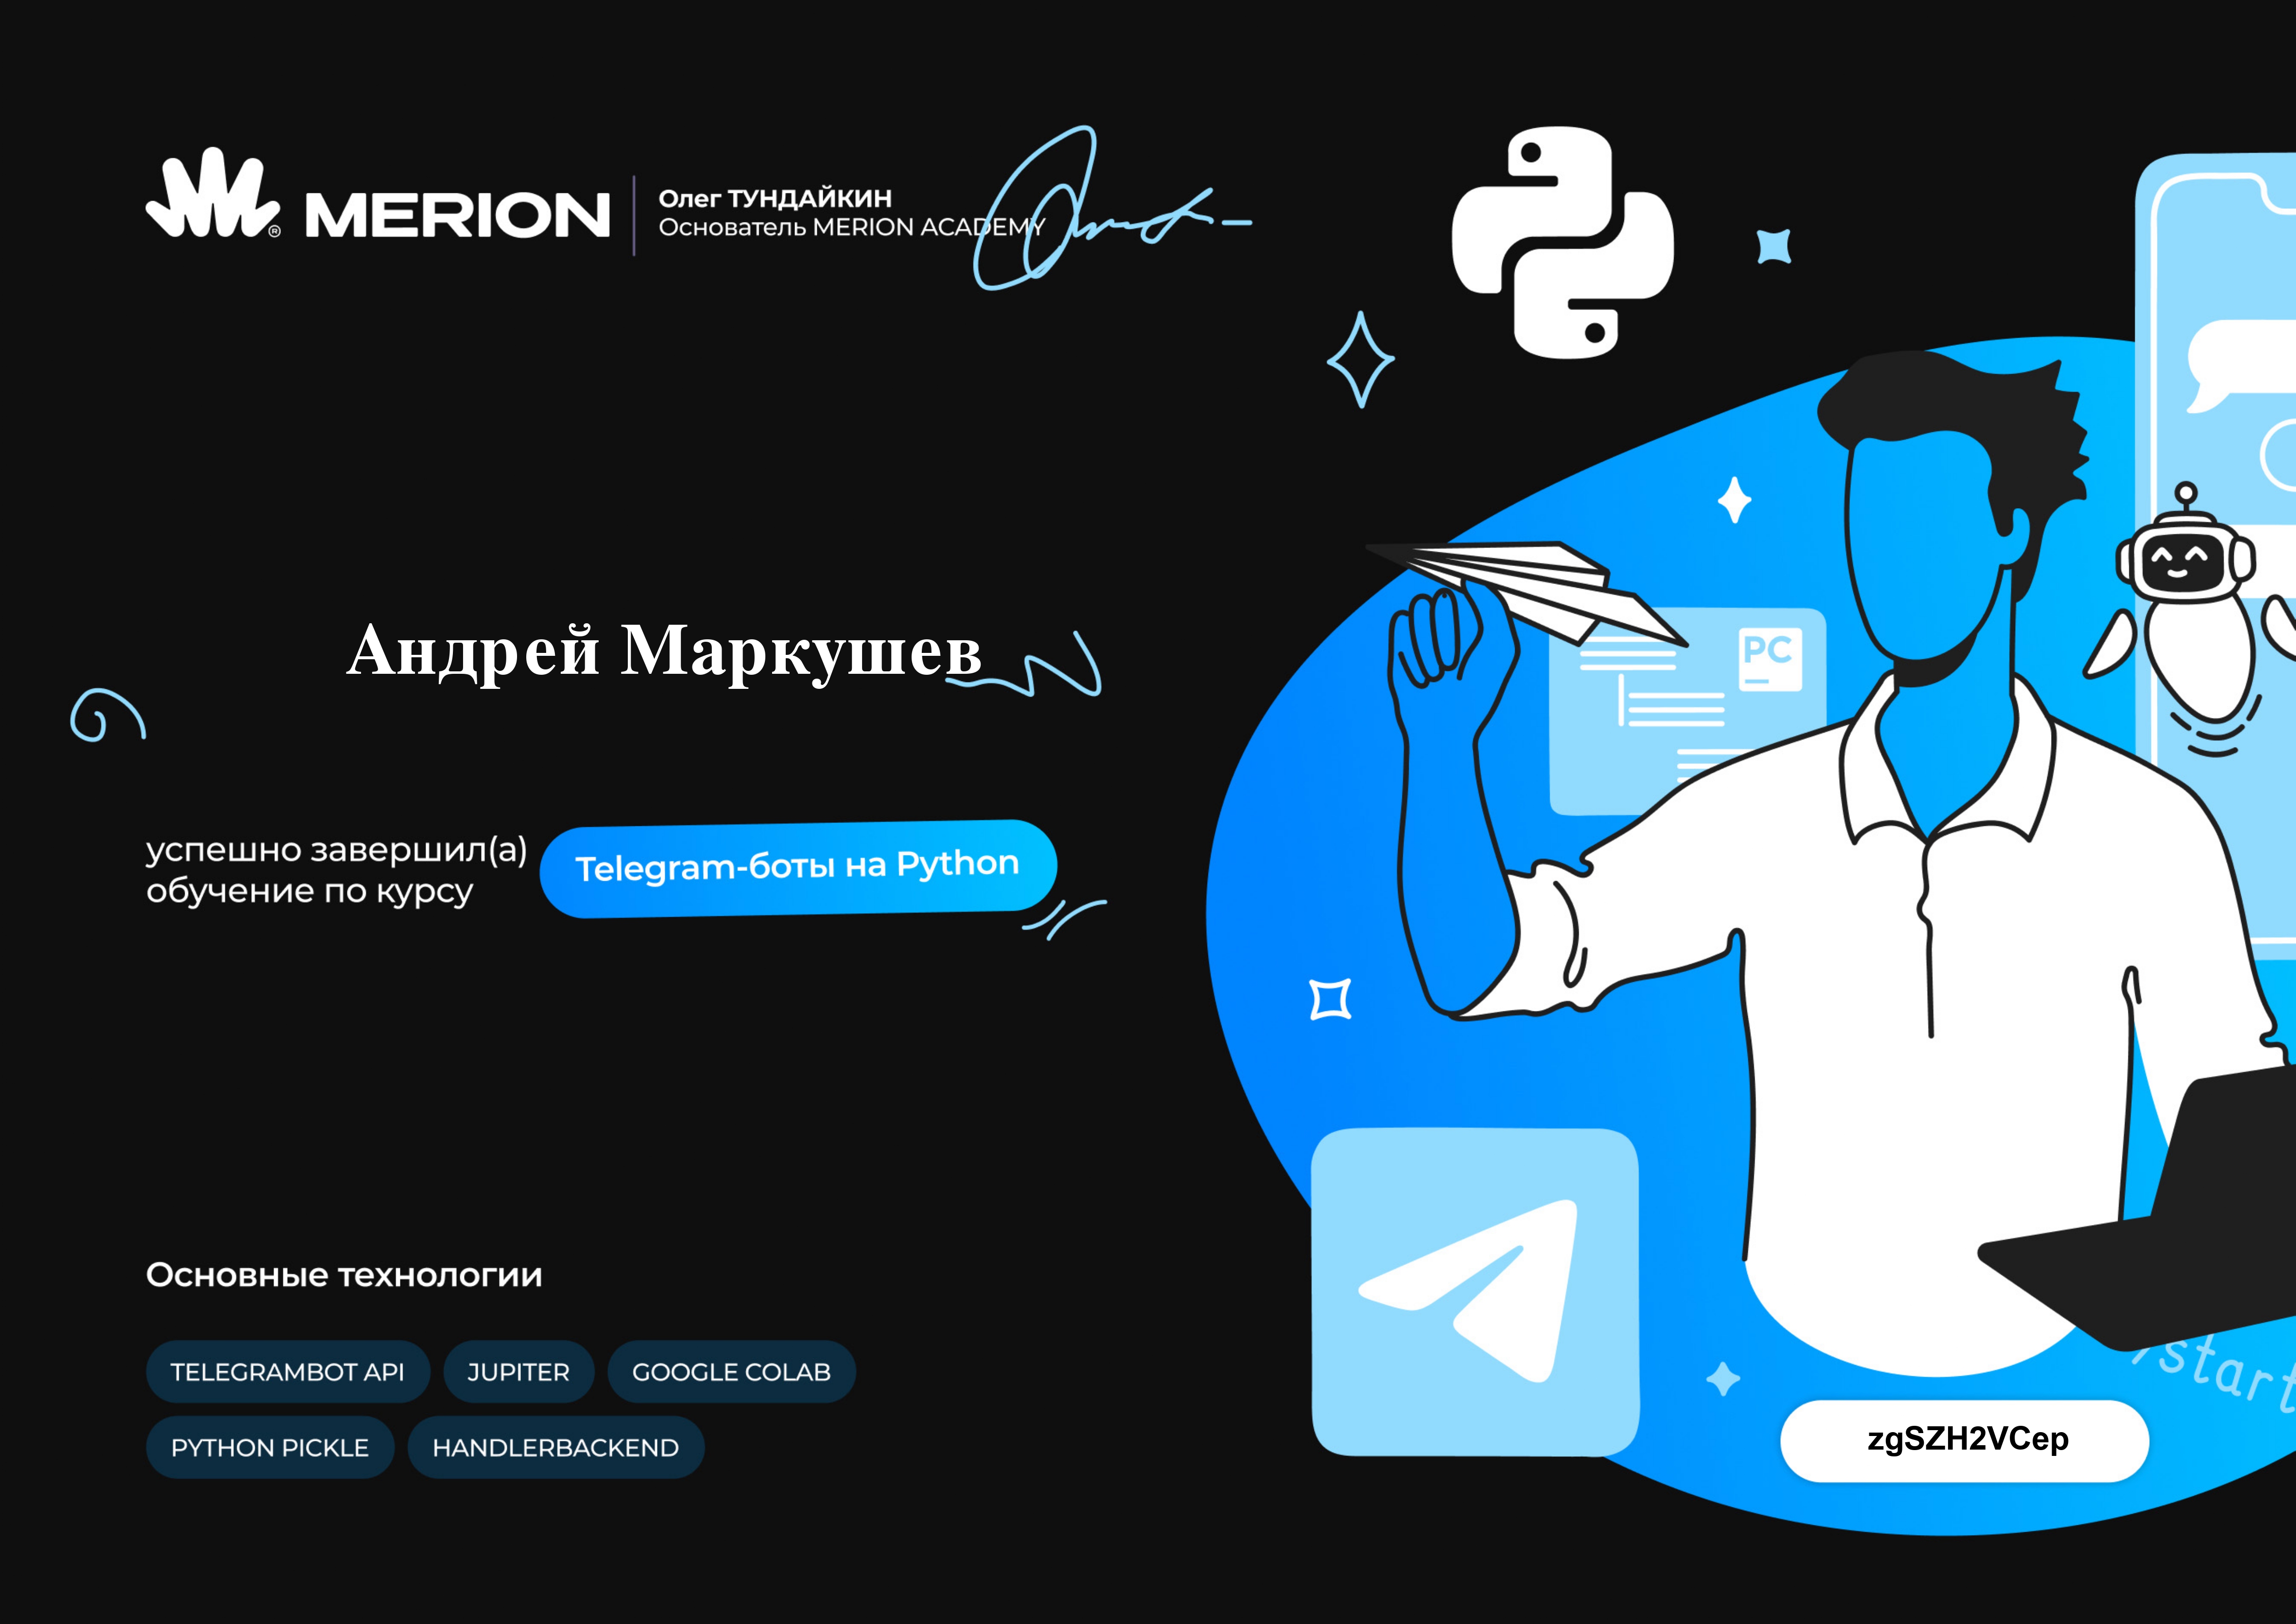 MERION
Олег ТУНДАЙКИН
Основатель MERION ACADEMY
Андрей Маркушев
успешно завершил(а)
обучение по курсу
Telegram-боты на Python
PC
Основные технологии
TELEGRAMBOT API
JUPITER
GOOGLE COLAB
PYTHON PICKLE
HANDLERBACKEND
/start
zgSZH2VCep